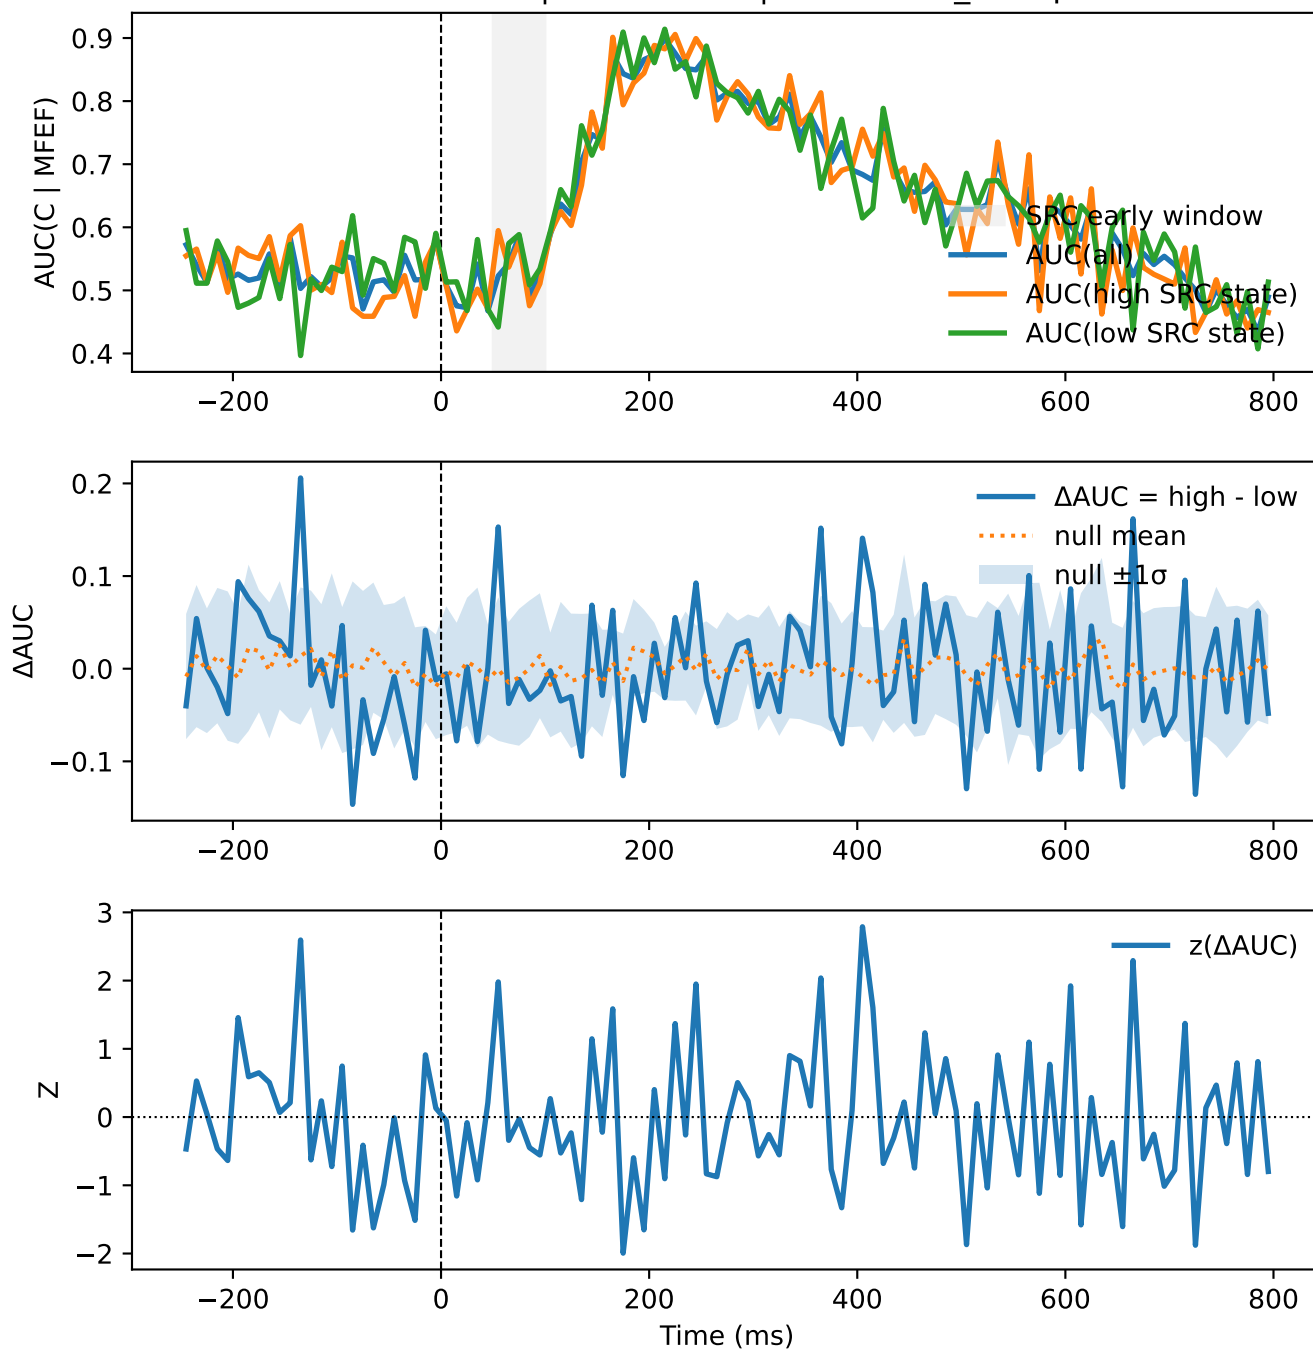 AUC(C | MFEF)
0.9
0.8
0.7
0.6
0.5
0.4
SRC early window
AUC(all)
AUC(high SRC state)
AUC(low SRC state)
−200 0 200 400 600 800
ΔAUC
0.2
0.1
0.0
−0.1
ΔAUC = high - low
null mean
null ±1σ
−200 0 200 400 600 800
Z
3
2
1
0
−1
−2
z(ΔAUC)
−200 0 200 400 600 800
Time (ms)